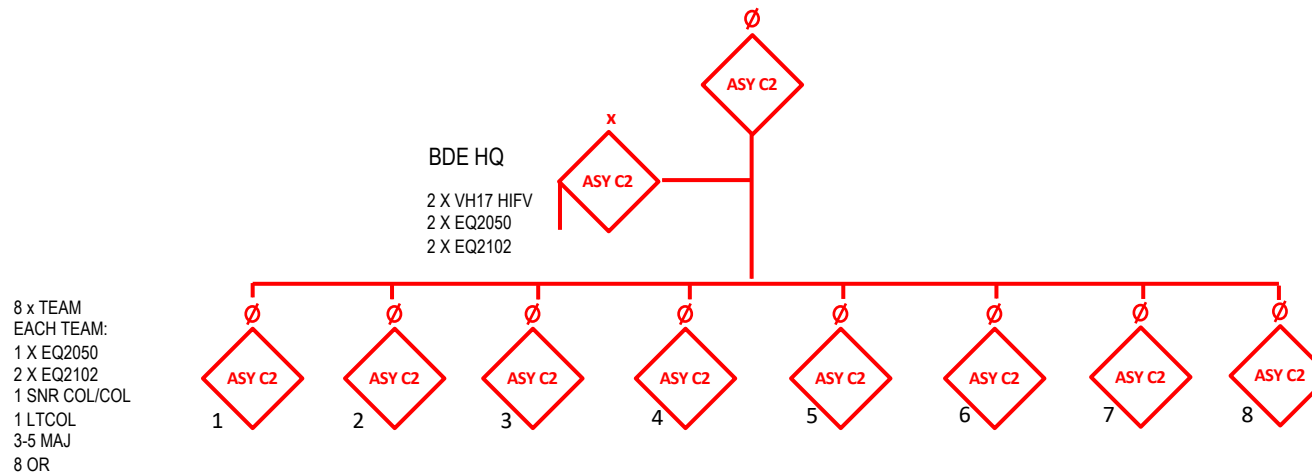 Ø
ASY C2
x
BDE HQ
ASY C2
2 X VH17 HIFV
2 X EQ2050
2 X EQ2102
8 x TEAM
EACH TEAM:
1 X EQ2050
2 X EQ2102
1 SNR COL/COL
1 LTCOL
3-5 MAJ
8 OR
Ø Ø Ø Ø Ø Ø Ø Ø
ASY C2 ASY C2 ASY C2 ASY C2 ASY C2 ASY C2 ASY C2 ASY C2
1 2 3 4 5 6 7 8